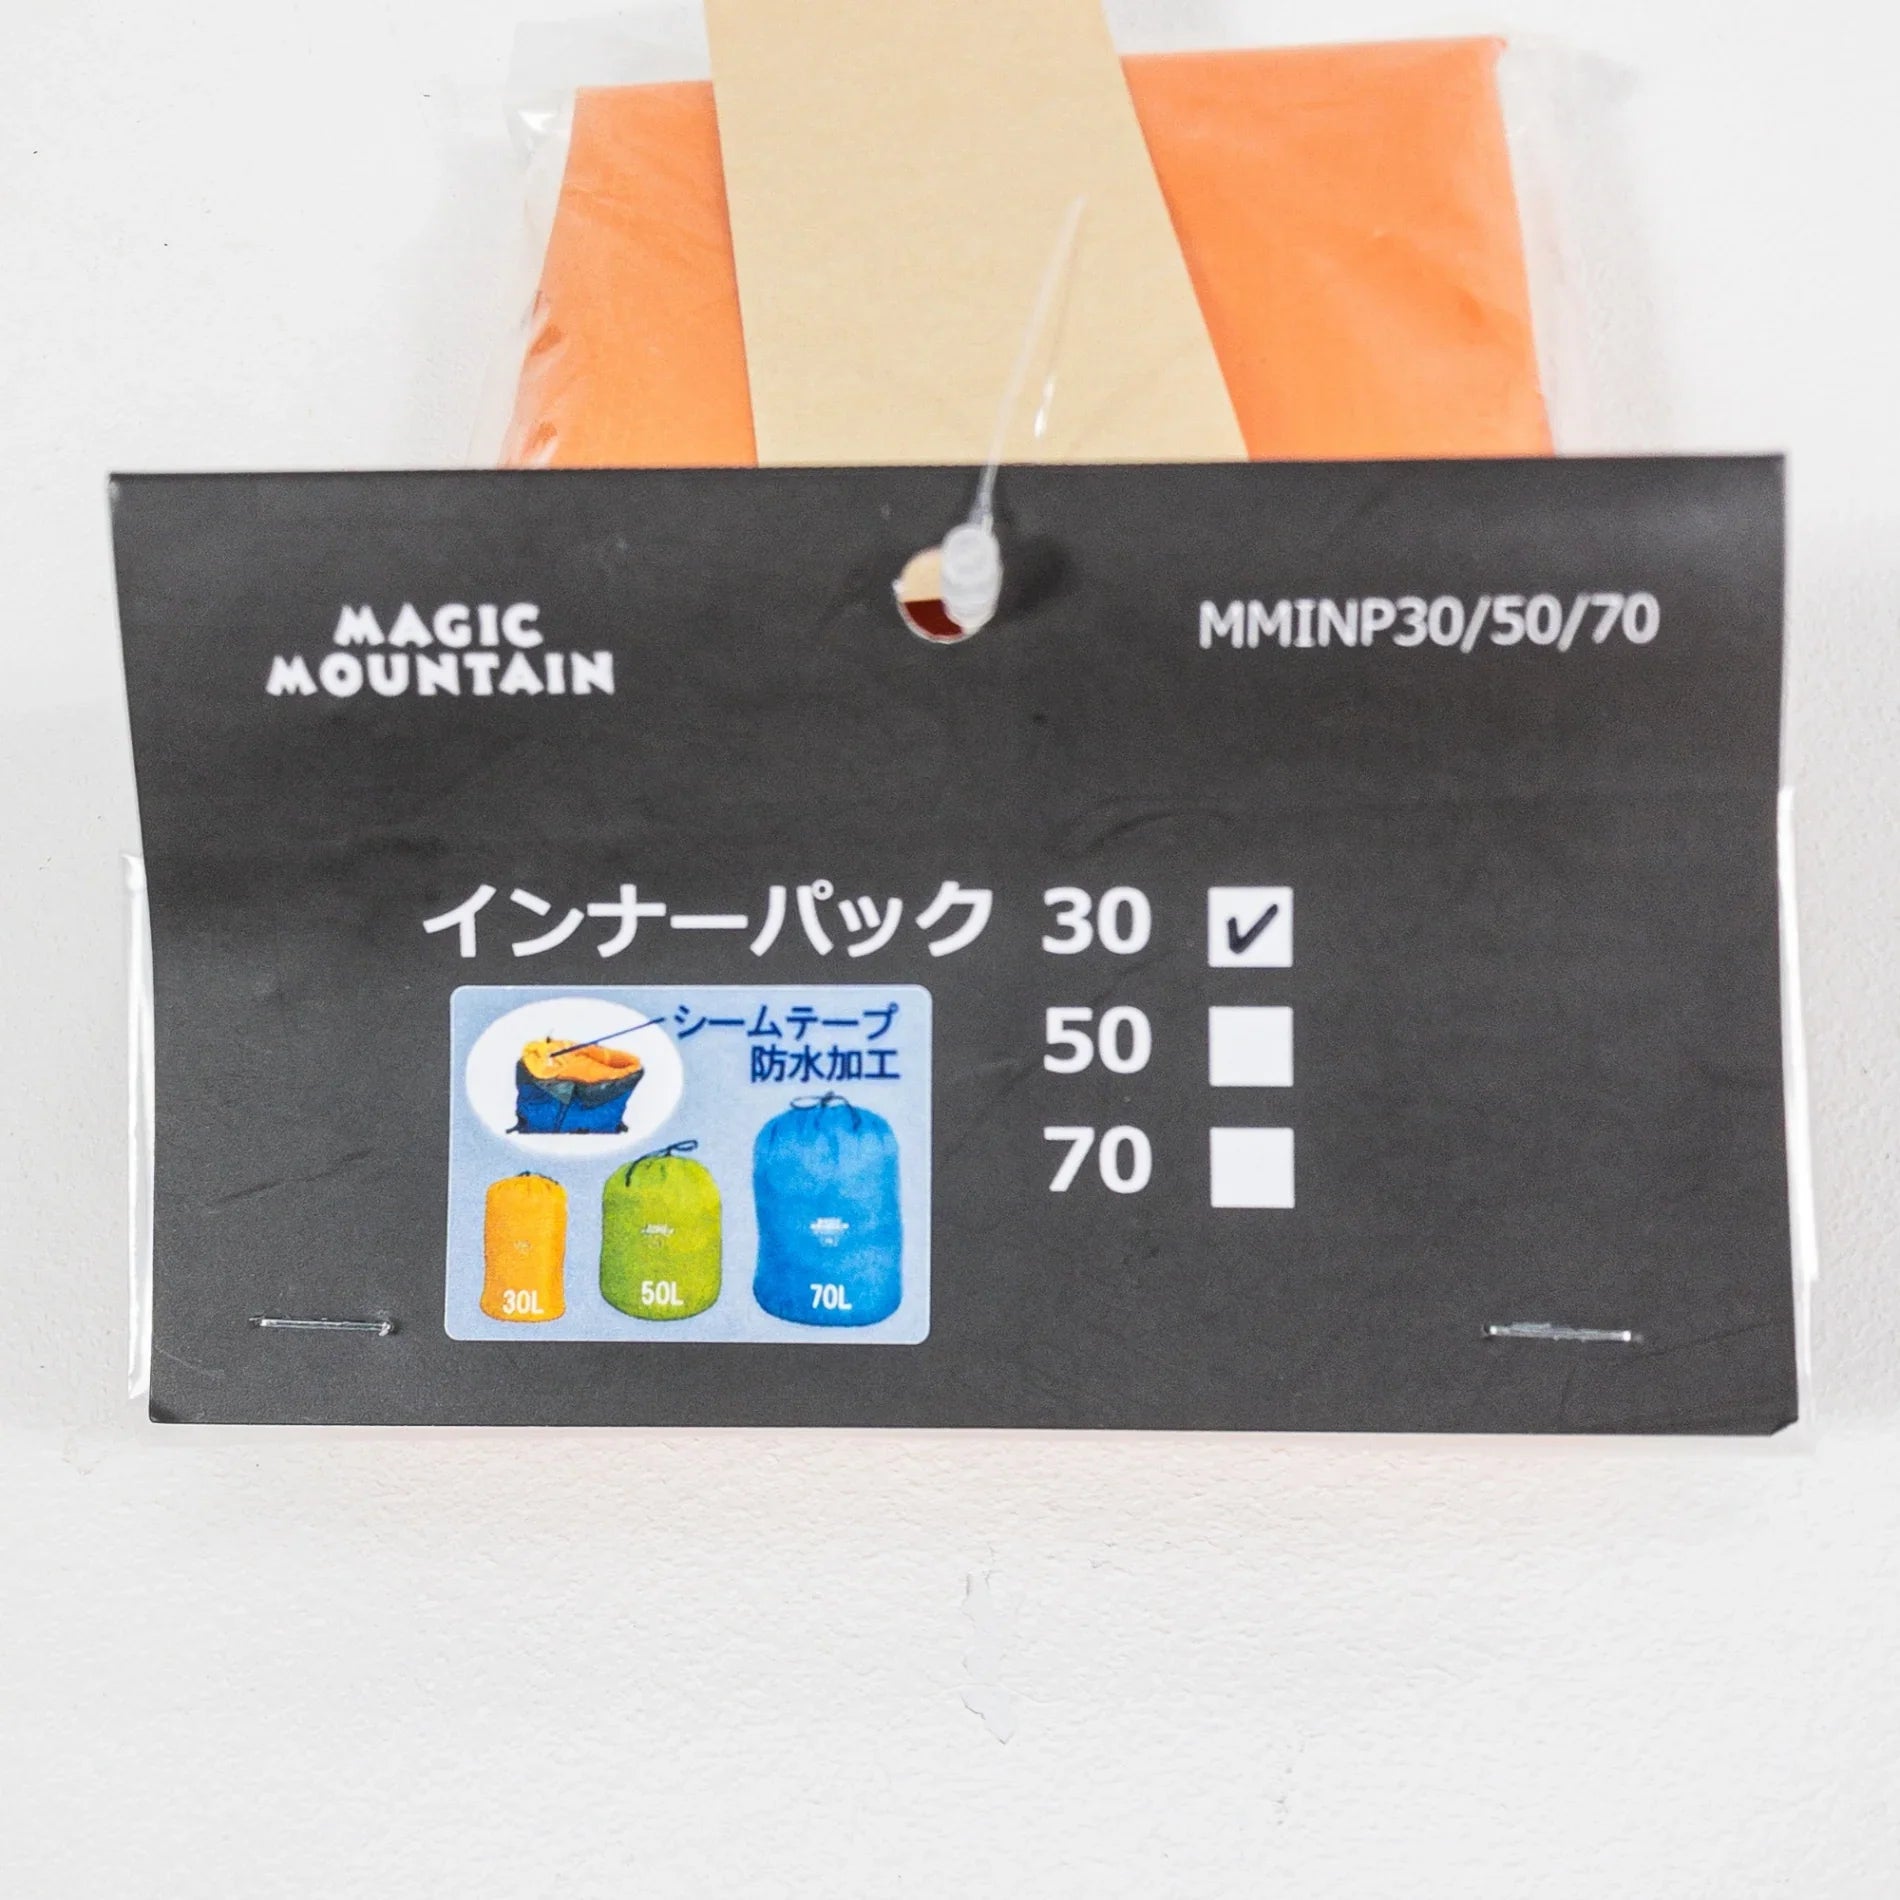 MAGIC
MOUNTAIN
MMINP30/50/70
インナーパック 30 ✔
50
70
シームテープ
防水加工
30L
50L
70L